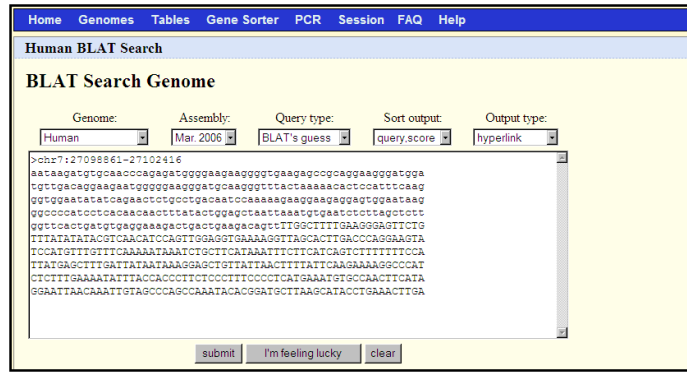 Home Genomes Tables Gene Sorter PCR Session FAQ Help
Human BLAT Search
BLAT Search Genome
Genome: Assembly: Query type: Sort output: Output type:
Human Mar. 2006 BLAT's guess query,score hyperlink
>chr7:27098861-27102416
aataagatgtgcaacccagagatggggaagaaggggtgaagagccgcaggaagggatgga
tgttgacaggaagaatgggggaagggatgcaagggtttactaaaaacactccatttcaag
ggtggaatatatcagaactctgcctgacaatccaaaaagaaggaagaggagtggaataag
ggccccatcctcacaacaactttatactggagctaattaaatgtgaatctcttagctctt
ggttcactgatgtgaggaaagactgactgaagacagttTTGGCTTTTGAAGGGAGTTCTG
TTTATATATACGTCAACATCCAGTTGGAGGTGAAAAGGTTAGCACTTGACCCAGGAAGTA
TCCATGTTTGTTTCAAAAATAAATCTGCTTCATAAATTTCTTCATCAGTCTTTTTTTCCA
TTATGAGCTTTGATTATAATAAAGGAGCTGTTATTAACTTTTATTCAAGAAAAGGCCCAT
CTCTTTGAAAATATTTACCACCCTTCTCCCTTTCCCCTCATGAAATGTGCCAACTTCATA
GGAATTAACAAATTGTAGCCCAGCCAAATACACGGATGCTTAAGCATACCTGAAACTTGA
submit I'm feeling lucky clear